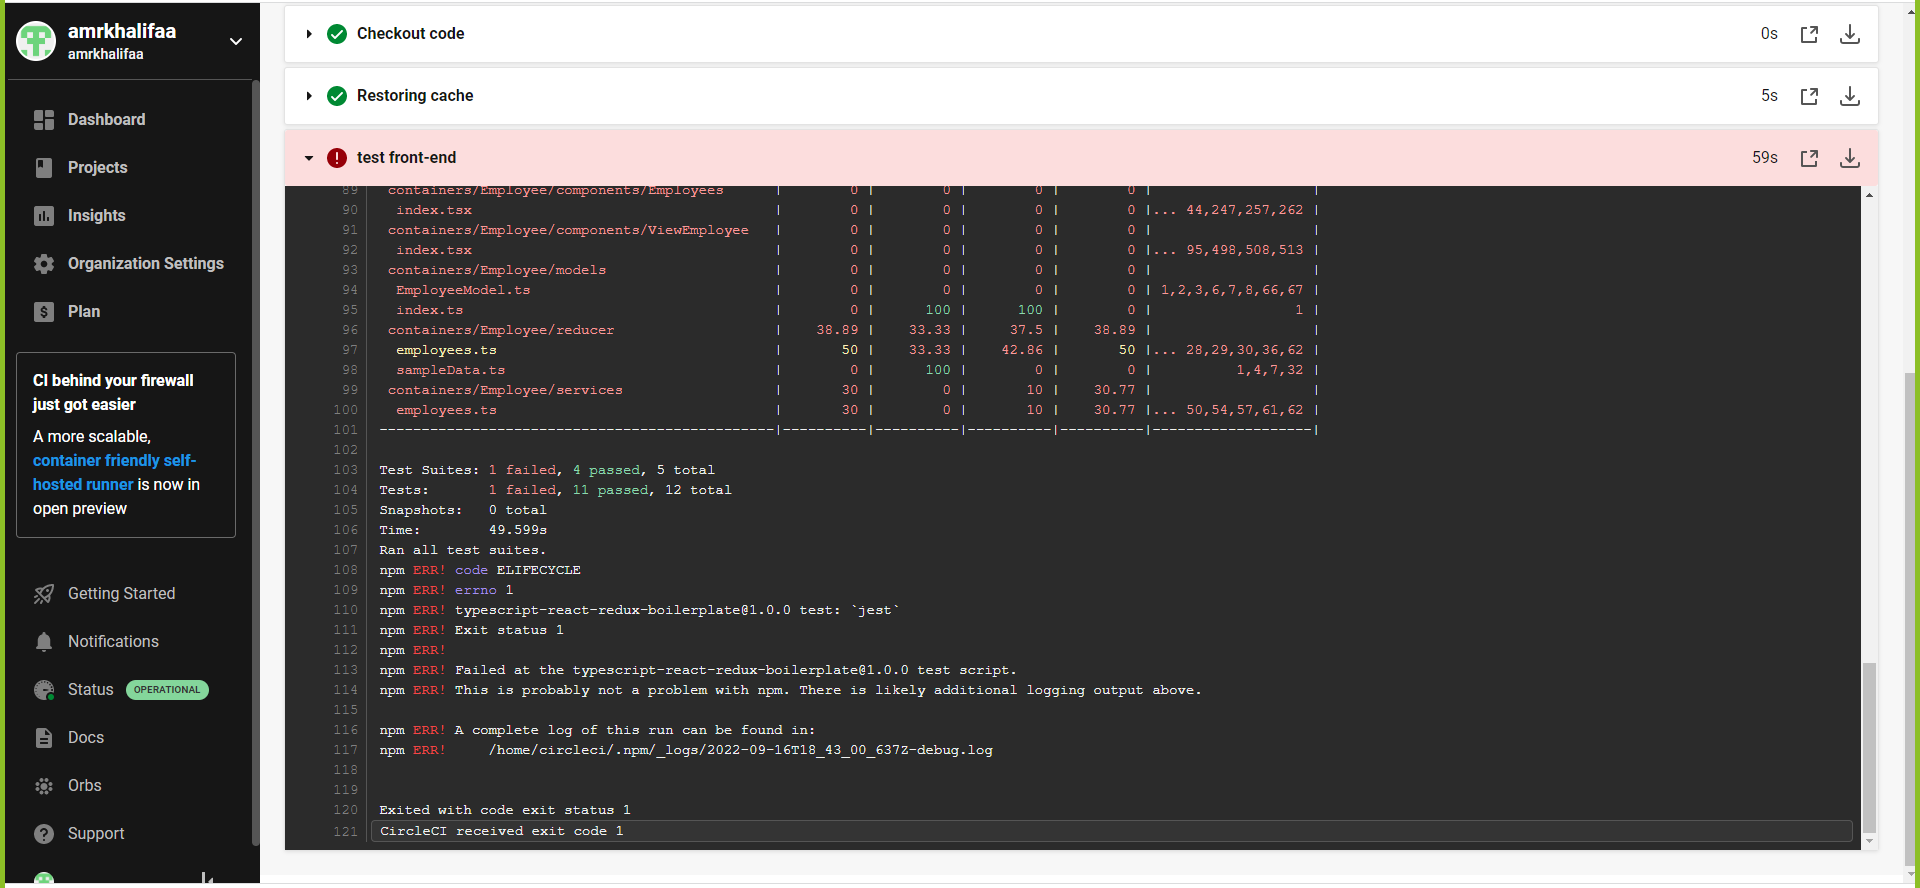 amrkhalifaa
amrkhalifaa
Dashboard
Projects
Insights
Organization Settings
Plan
CI behind your firewall
just got easier
A more scalable,
container friendly self-
hosted runner is now in
open preview
Getting Started
Notifications
Status OPERATIONAL
Docs
Orbs
Support
Checkout code 0s
Restoring cache 5s
test front-end 59s
89 containers/Employee/components/Employees | 0 | 0 | 0 | 0 | |
90 index.tsx | 0 | 0 | 0 | 0 |... 44,247,257,262 |
91 containers/Employee/components/ViewEmployee | 0 | 0 | 0 | 0 | |
92 index.tsx | 0 | 0 | 0 | 0 |... 95,498,508,513 |
93 containers/Employee/models | 0 | 0 | 0 | 0 | |
94 EmployeeModel.ts | 0 | 0 | 0 | 0 | 1,2,3,6,7,8,66,67 |
95 index.ts | 0 | 100 | 100 | 0 | 1 |
96 containers/Employee/reducer | 38.89 | 33.33 | 37.5 | 38.89 | |
97 employees.ts | 50 | 33.33 | 42.86 | 50 |... 28,29,30,36,62 |
98 sampleData.ts | 0 | 100 | 0 | 0 | 1,4,7,32 |
99 containers/Employee/services | 30 | 0 | 10 | 30.77 | |
100 employees.ts | 30 | 0 | 10 | 30.77 |... 50,54,57,61,62 |
101 -----------------------------------------------|----------|----------|----------|----------|-------------------|
102
103 Test Suites: 1 failed, 4 passed, 5 total
104 Tests: 1 failed, 11 passed, 12 total
105 Snapshots: 0 total
106 Time: 49.599s
107 Ran all test suites.
108 npm ERR! code ELIFECYCLE
109 npm ERR! errno 1
110 npm ERR! typescript-react-redux-boilerplate@1.0.0 test: `jest`
111 npm ERR! Exit status 1
112 npm ERR!
113 npm ERR! Failed at the typescript-react-redux-boilerplate@1.0.0 test script.
114 npm ERR! This is probably not a problem with npm. There is likely additional logging output above.
115
116 npm ERR! A complete log of this run can be found in:
117 npm ERR! /home/circleci/.npm/_logs/2022-09-16T18_43_00_637Z-debug.log
118
119
120 Exited with code exit status 1
121 CircleCI received exit code 1